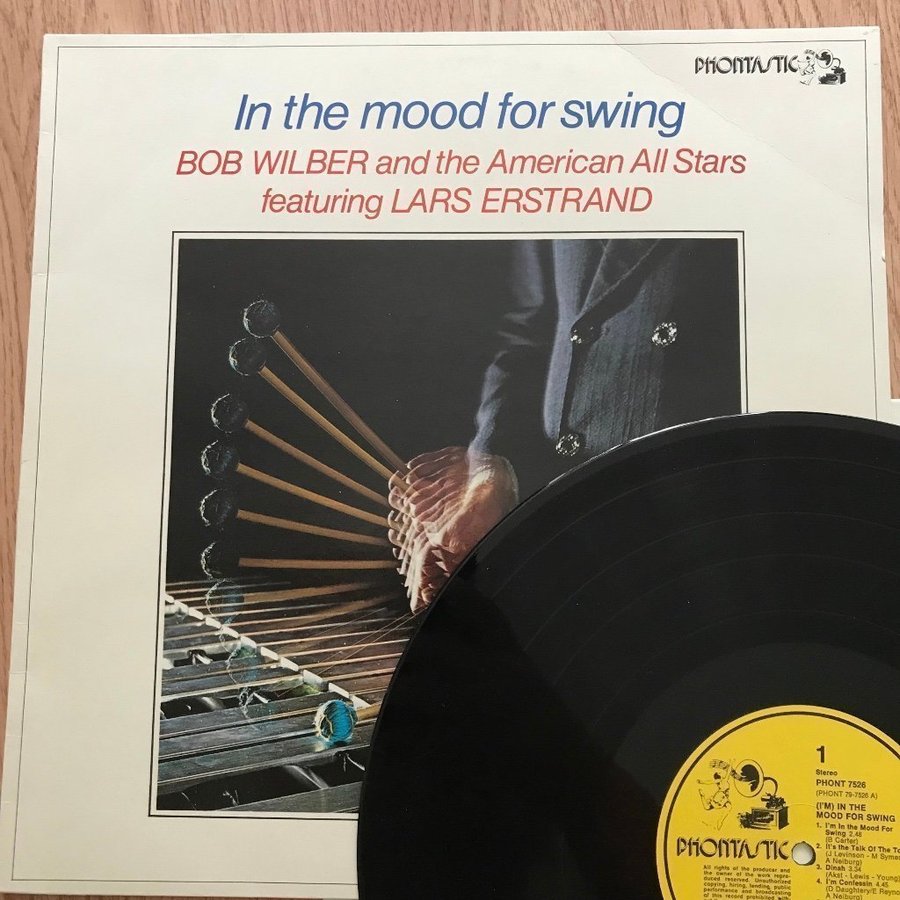 PHONTASTIC
In the mood for swing
BOB WILBER and the American All Stars
featuring LARS ERSTRAND
1
Stereo
PHONT 7526
(PHONT 79-7526 A)
(I'M) IN THE
MOOD FOR SWING
1. I'm In the Mood For
Swing 2.48
(B Carter)
2. It's the Talk Of The
(J Levinson - M
A Neiburg)
3. Dinah 3.34
(Akst - Lewis - Young)
4. I'm Confessin 4.45
(D Daughtery/E
A Neiburg)
PHONTASTIC
All rights of the producer and
the owner of the work repro-
duced reserved. Unauthorized
copying, hiring, lending, public
performance and broadcasting
of this record prohibited